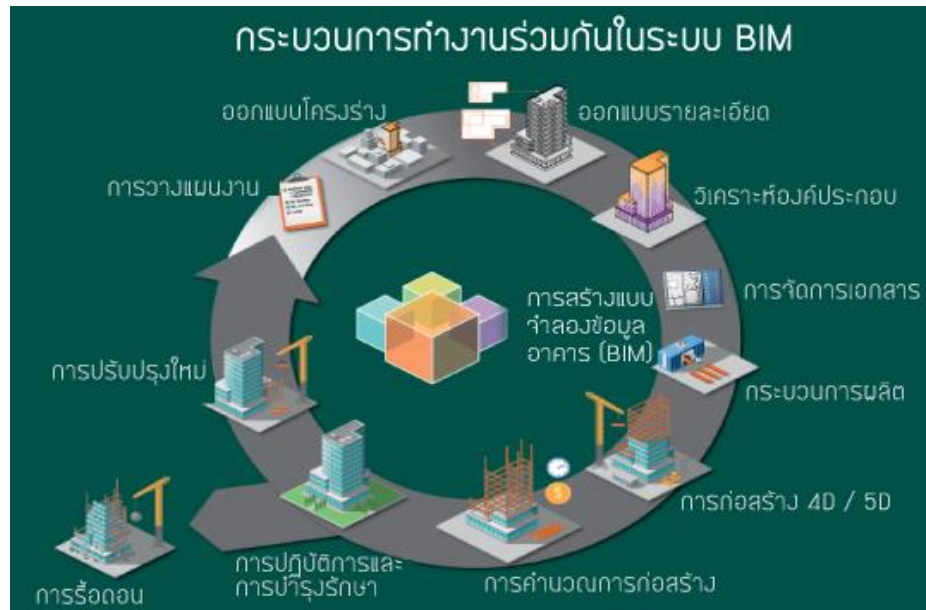 กระบวนการทำงานร่วมกันในระบบ BIM
ออกแบบโครงร่าง
ออกแบบรายละเอียด
การวางแผนงาน
วิเคราะห์องค์ประกอบ
การจัดการเอกสาร
การสร้างแบบ
จำลองข้อมูล
อาคาร (BIM)
การปรับปรุงใหม่
กระบวนการผลิต
การก่อสร้าง 4D / 5D
การปฏิบัติการและ
การบำรุงรักษา
การคำนวณการก่อสร้าง
การรื้อถอน
$